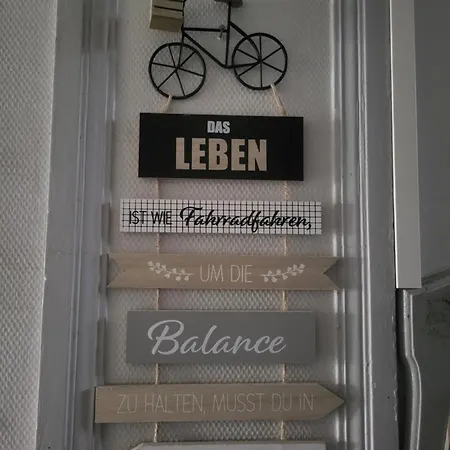 DAS
LEBEN
IST WIE Fahrradfahren,
UM DIE
Balance
ZU HALTEN, MUSST DU IN